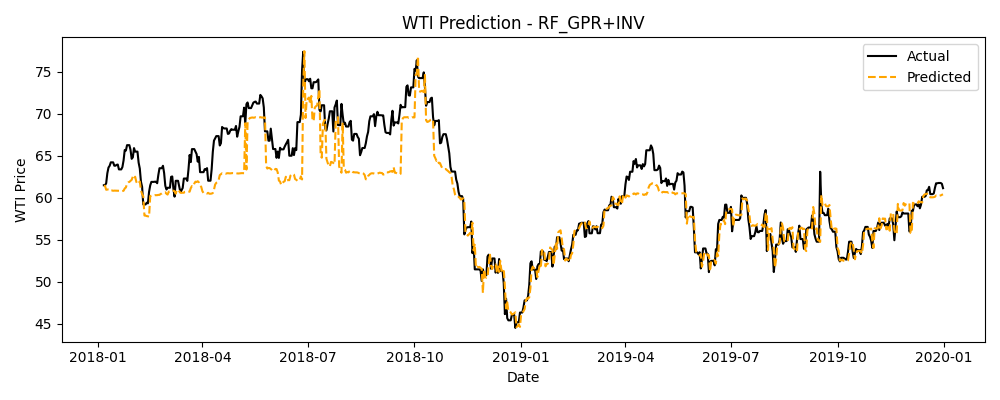 WTI Prediction - RF_GPR+INV
Actual
Predicted
WTI Price
75
70
65
60
55
50
45
2018-01 2018-04 2018-07 2018-10 2019-01 2019-04 2019-07 2019-10 2020-01
Date